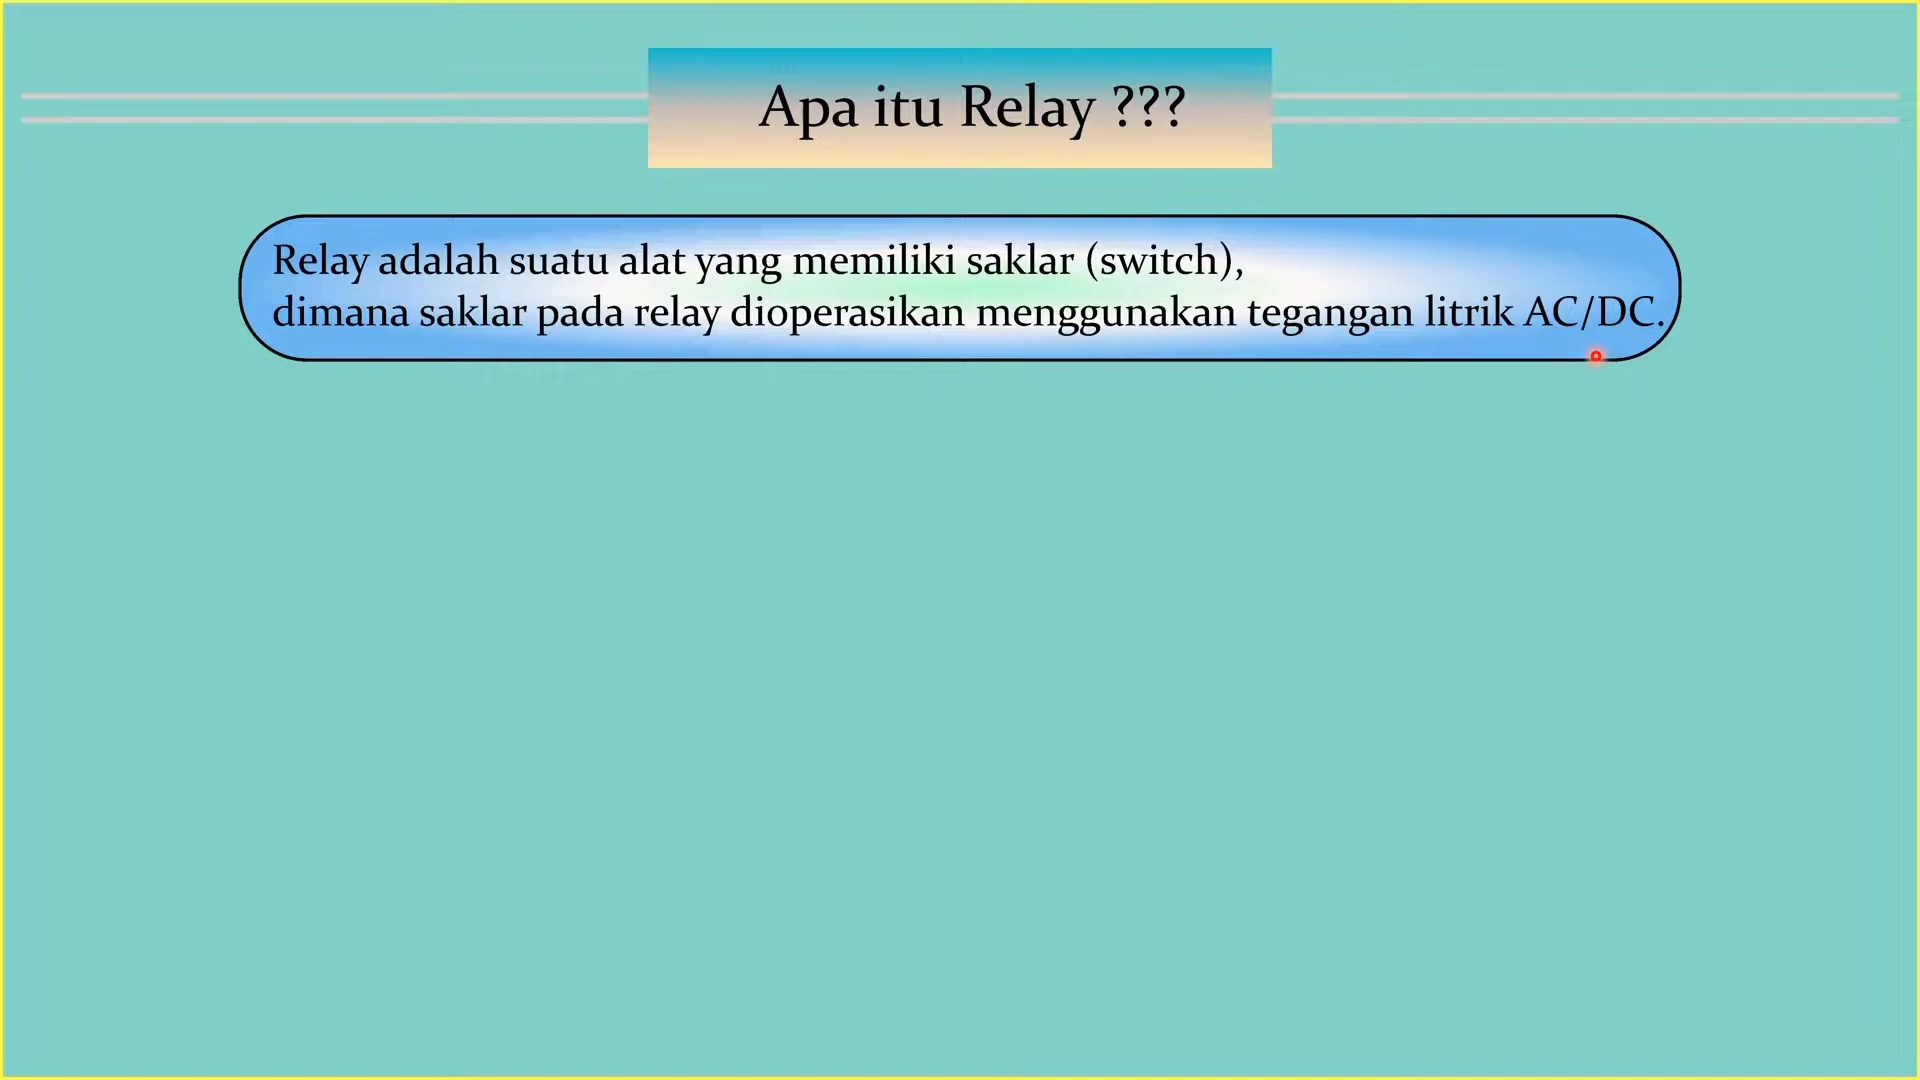 Apa itu Relay ???
Relay adalah suatu alat yang memiliki saklar (switch),
dimana saklar pada relay dioperasikan menggunakan tegangan litrik AC/DC.